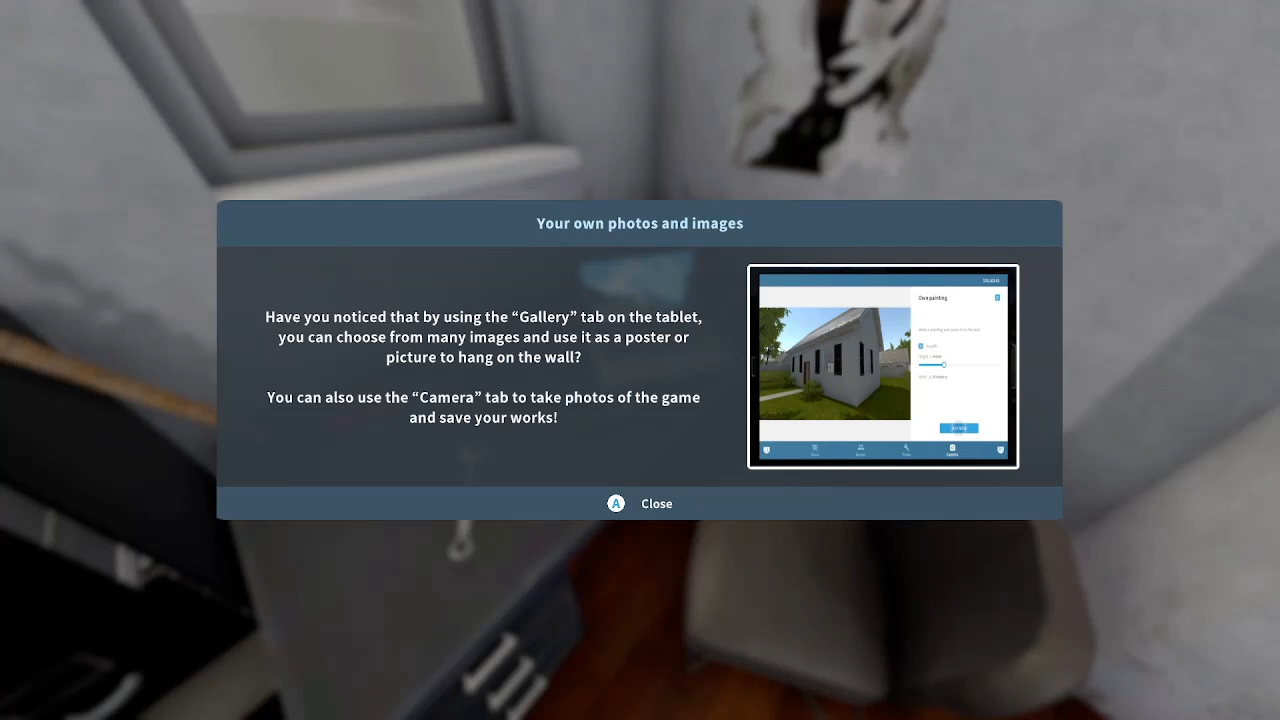 Your own photos and images
Have you noticed that by using the “Gallery” tab on the tablet,
you can choose from many images and use it as a poster or
picture to hang on the wall?
You can also use the “Camera” tab to take photos of the game
and save your works!
Own painting
A Close